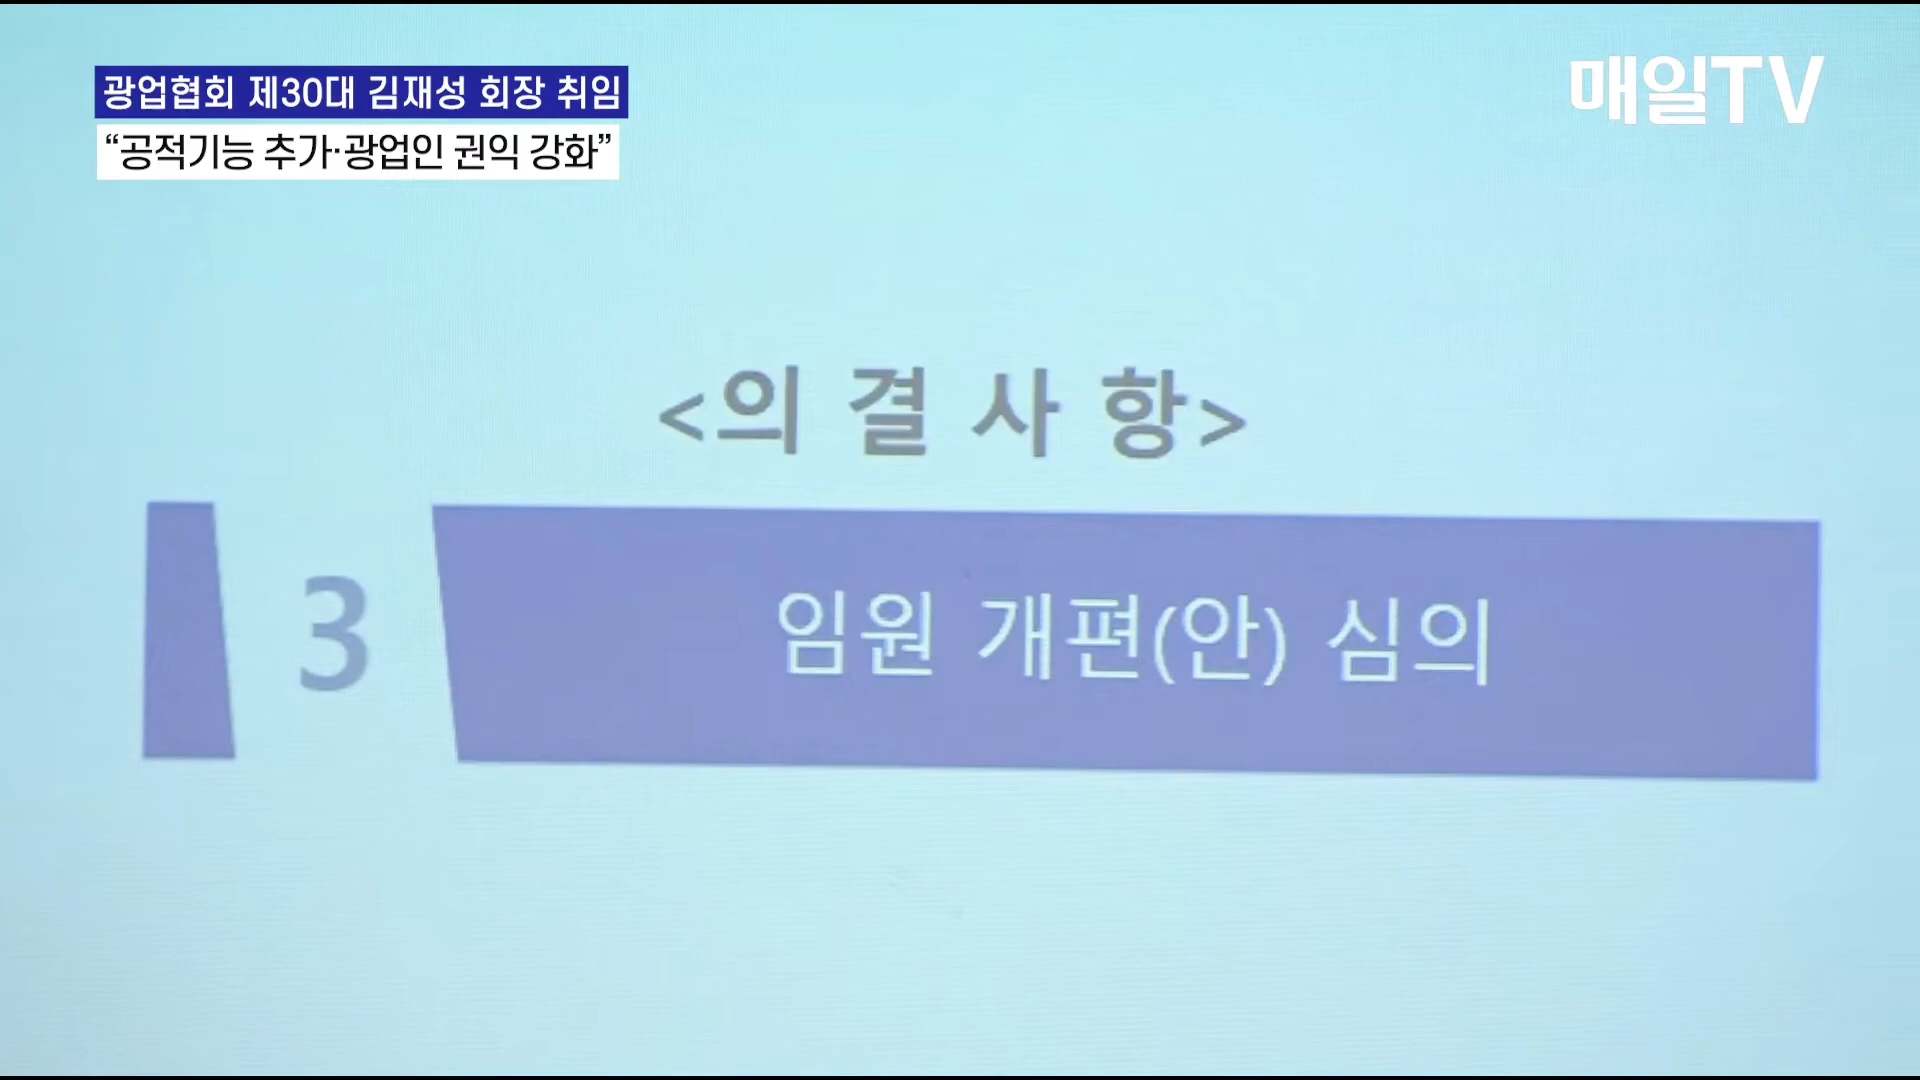 광업협회 제30대 김재성 회장 취임
“공적기능 추가·광업인 권익 강화”
매일TV
<의 결 사 항>
3
임원 개편(안) 심의